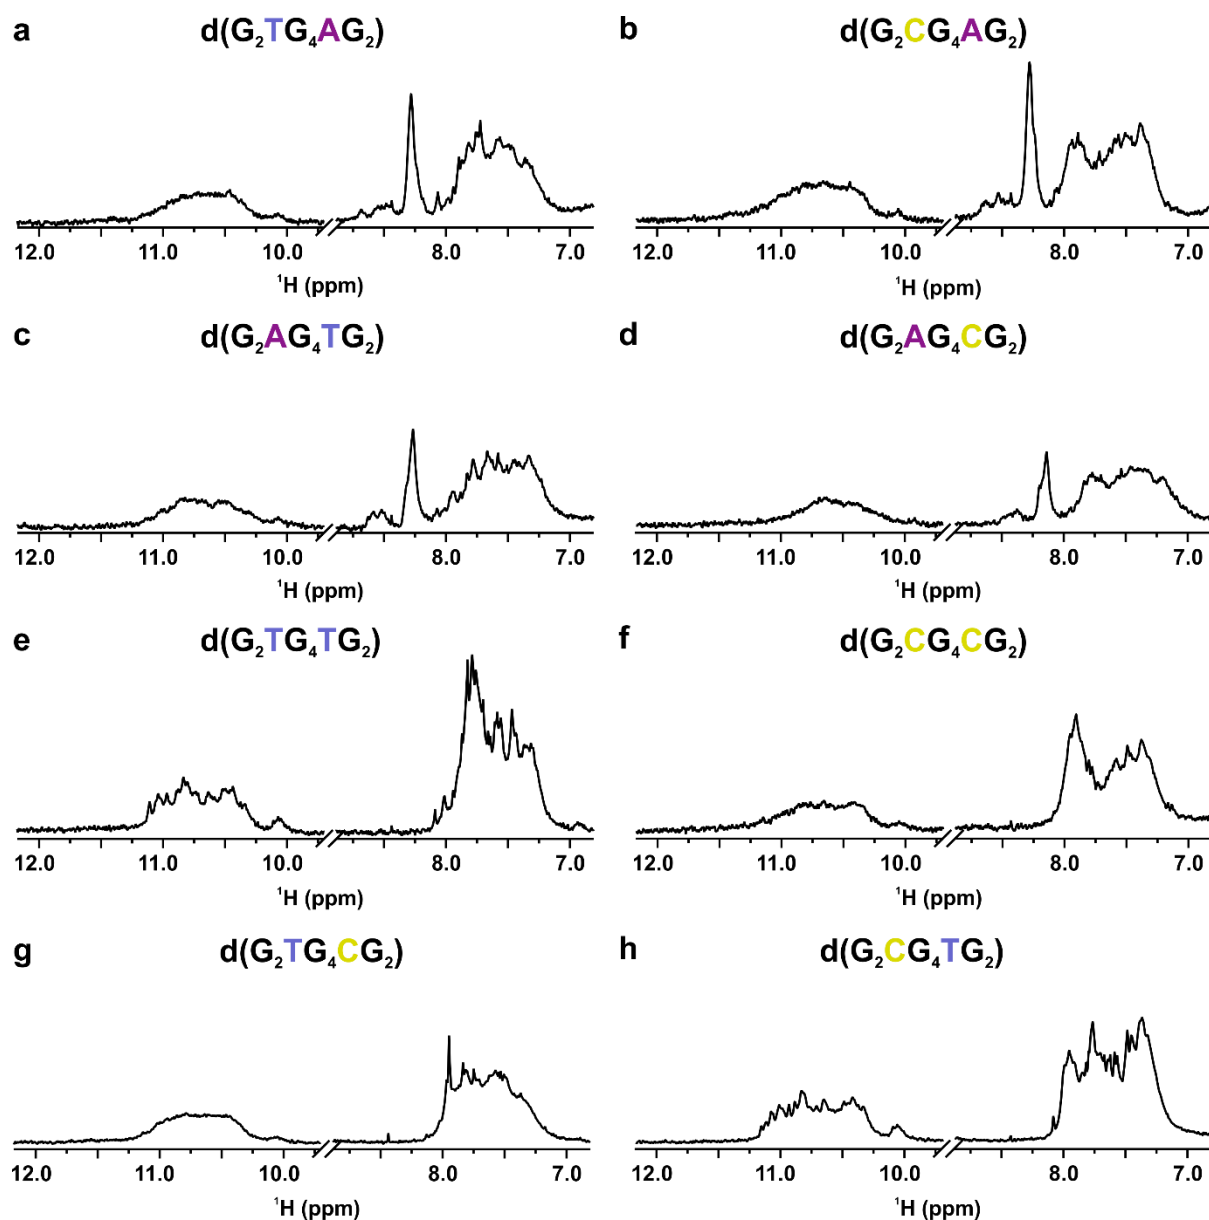 a d(G₂TG₄AG₂) b d(G₂CG₄AG₂)
12.0 11.0 10.0 8.0 7.0 12.0 11.0 10.0 8.0 7.0
¹H (ppm) ¹H (ppm)
c d(G₂AG₄TG₂) d d(G₂AG₄CG₂)
12.0 11.0 10.0 8.0 7.0 12.0 11.0 10.0 8.0 7.0
¹H (ppm) ¹H (ppm)
e d(G₂TG₄TG₂) f d(G₂CG₄CG₂)
12.0 11.0 10.0 8.0 7.0 12.0 11.0 10.0 8.0 7.0
¹H (ppm) ¹H (ppm)
g d(G₂TG₄CG₂) h d(G₂CG₄TG₂)
12.0 11.0 10.0 8.0 7.0 12.0 11.0 10.0 8.0 7.0
¹H (ppm) ¹H (ppm)